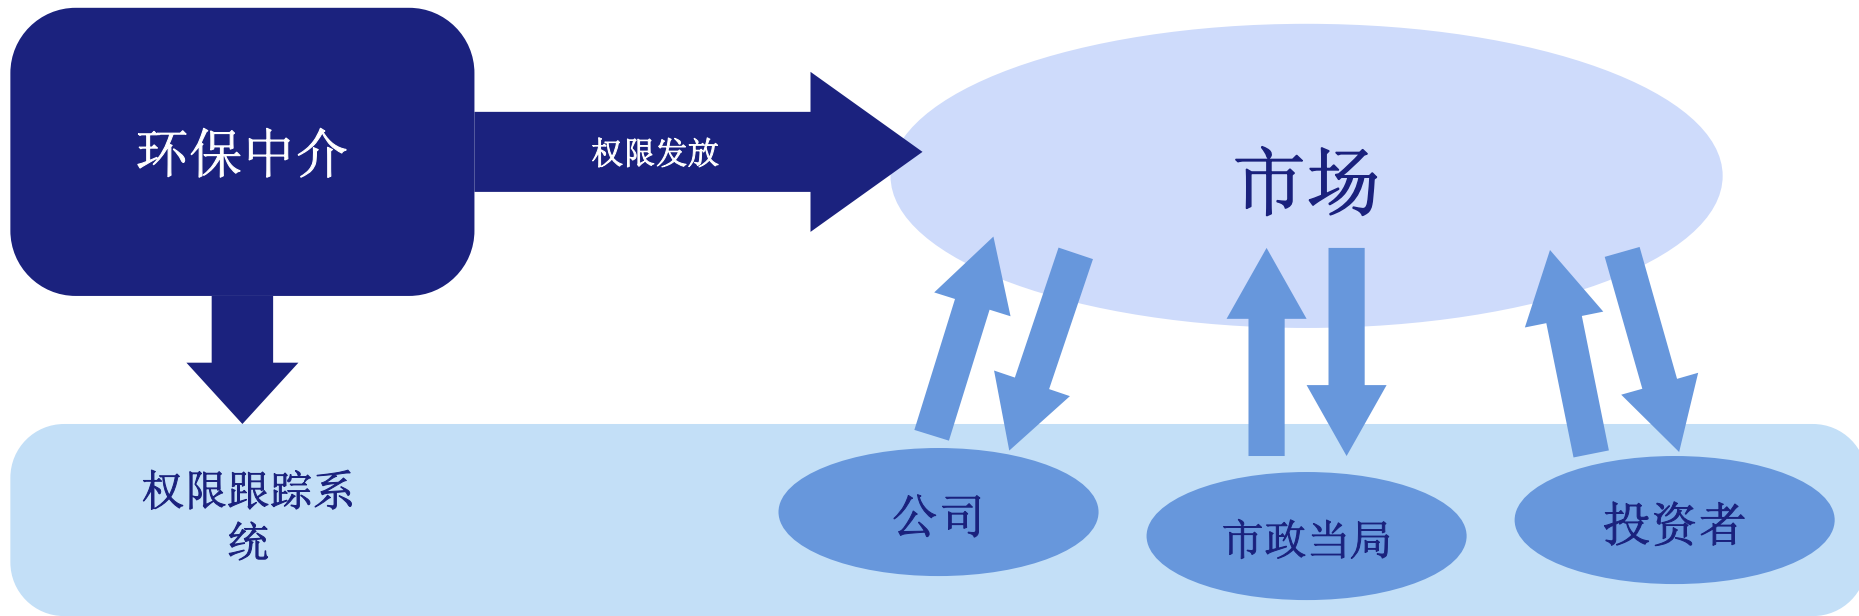 环保中介
权限发放
市场
权限跟踪系
统
公司
市政当局
投资者